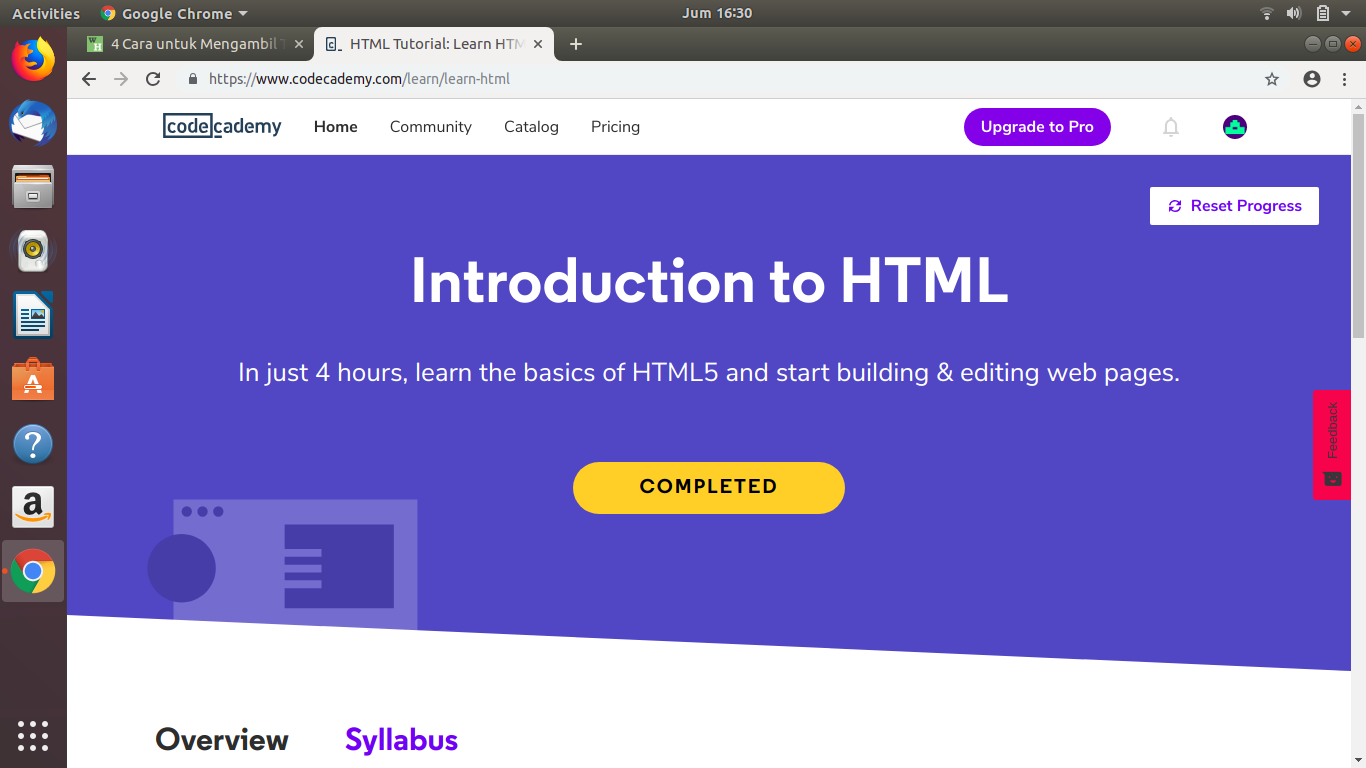 Activities Google Chrome Jum 16:30
4 Cara untuk Mengambil HTML Tutorial: Learn
https://www.codecademy.com/learn/learn-html
codecademy Home Community Catalog Pricing Upgrade to Pro
Reset Progress
Introduction to HTML
In just 4 hours, learn the basics of HTML5 and start building & editing web pages.
Feedback
COMPLETED
Overview Syllabus